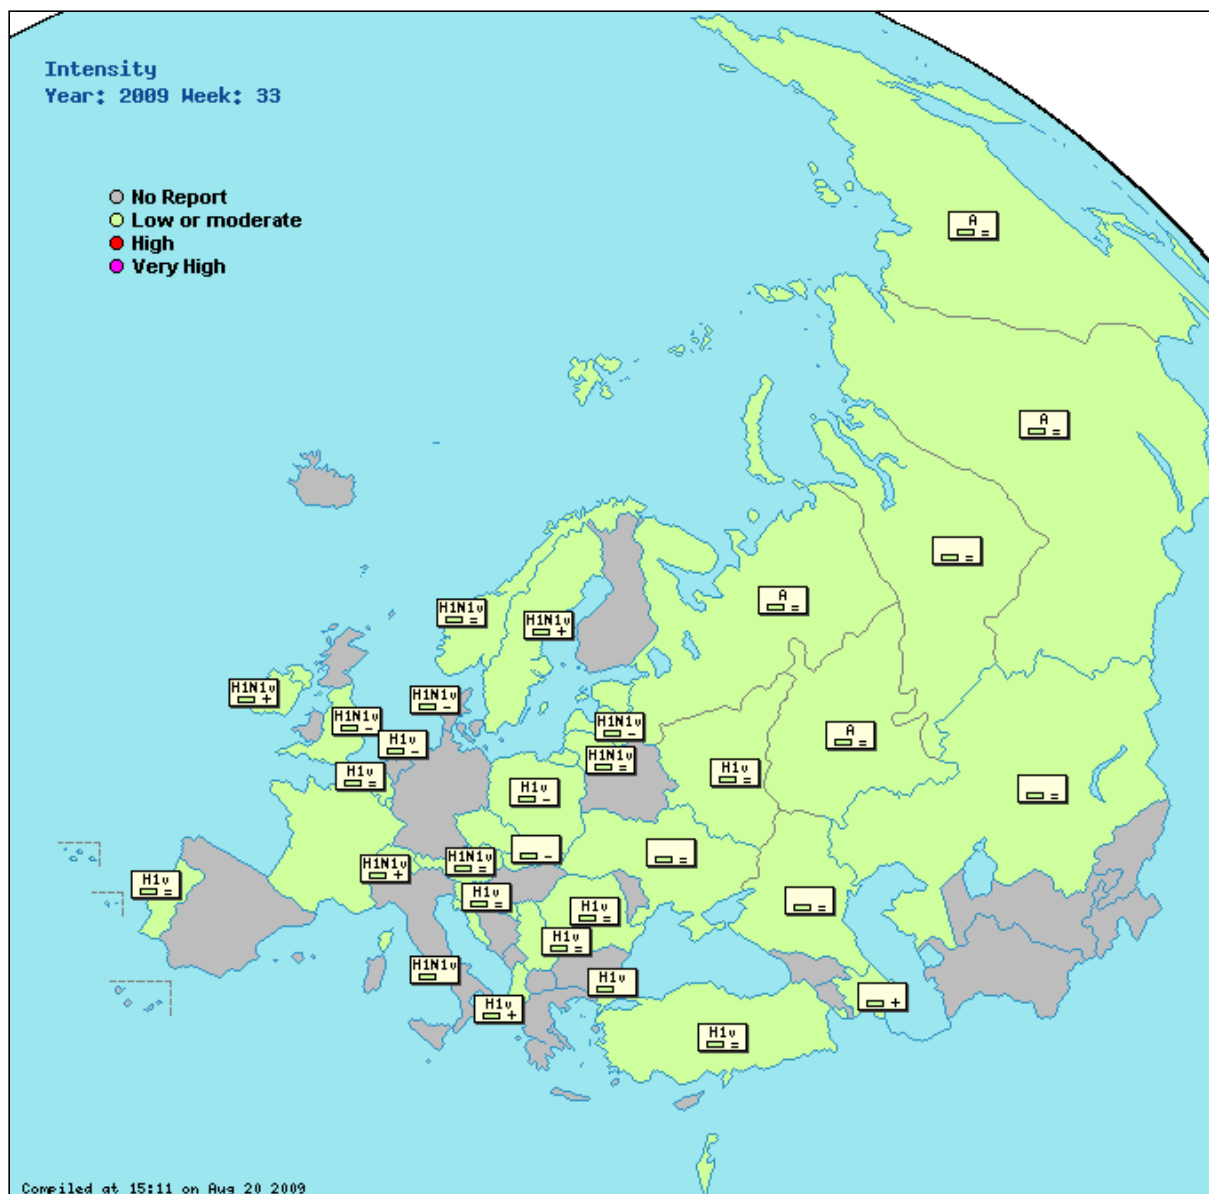 Intensity
Year: 2009 Week: 33
No Report
Low or moderate
High
Very High
A
=
A
=
=
A
=
H1N1v
=
H1N1v
+
H1N1v
+
H1N1v
-
H1N1v
-
H1N1v
-
H1v
-
A
=
H1N1v
=
H1v
=
H1v
=
H1v
-
=
-
=
H1N1v
+
H1N1v
=
H1v
=
H1v
=
=
H1v
=
H1v
=
H1N1v
H1v
=
+
H1v
+
H1v
Compiled at 15:11 on Aug 20 2009